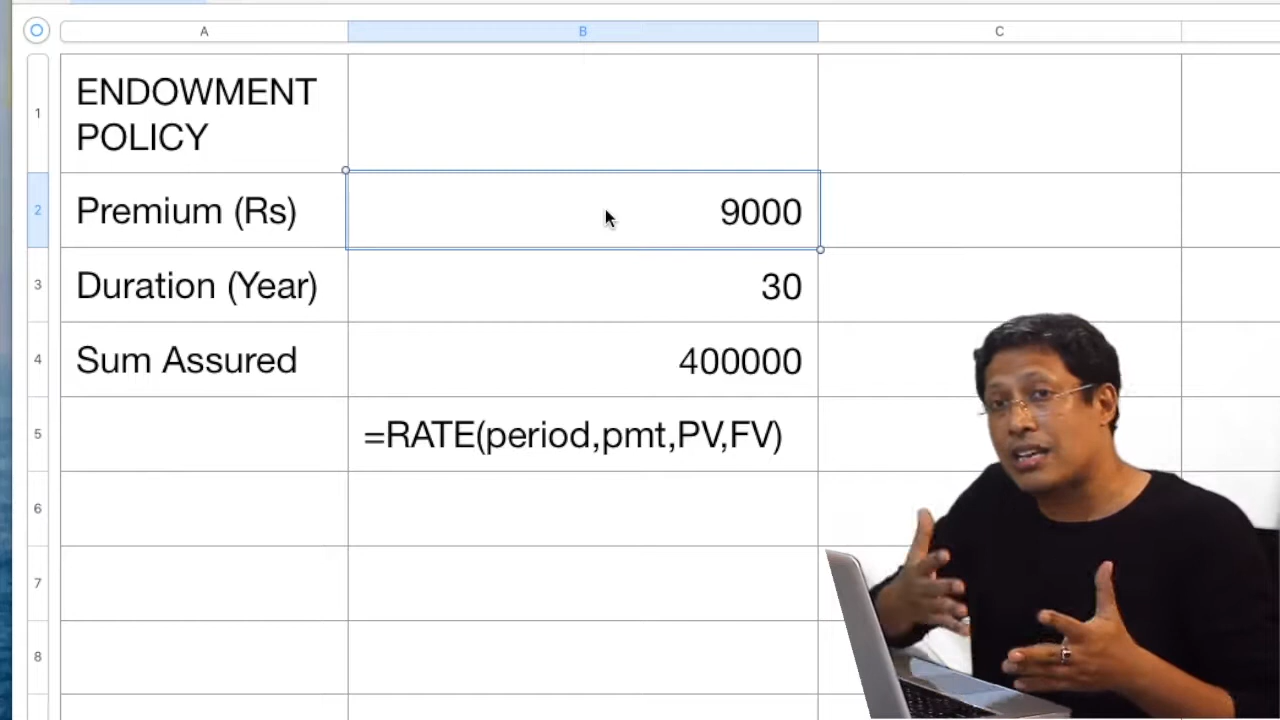 A B C
1 ENDOWMENT
POLICY
2 Premium (Rs) 9000
3 Duration (Year) 30
4 Sum Assured 400000
5 =RATE(period,pmt,PV,FV)
6
7
8